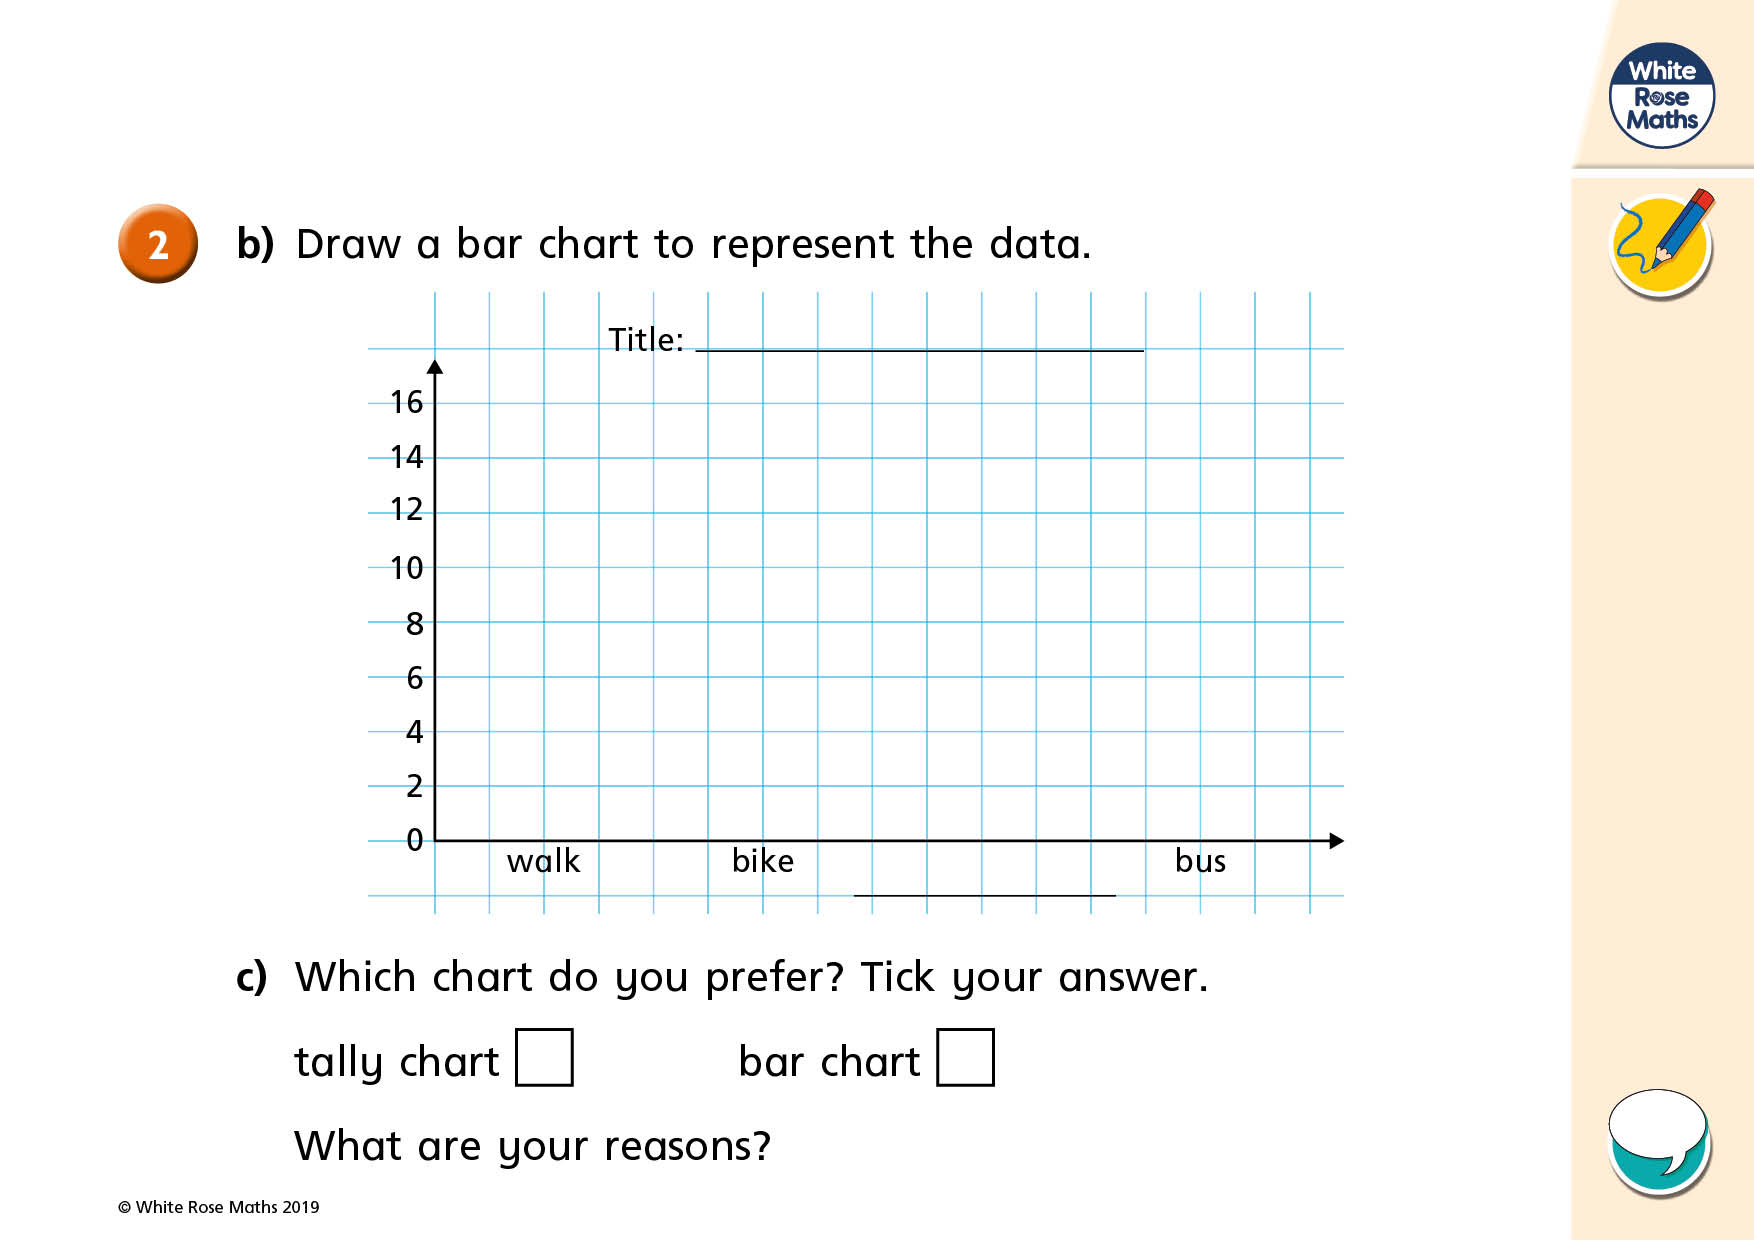 White
Rose
Maths
2 b) Draw a bar chart to represent the data.
Title:
16
14
12
10
8
6
4
2
0
walk bike bus
c) Which chart do you prefer? Tick your answer.
tally chart bar chart
What are your reasons?
© White Rose Maths 2019